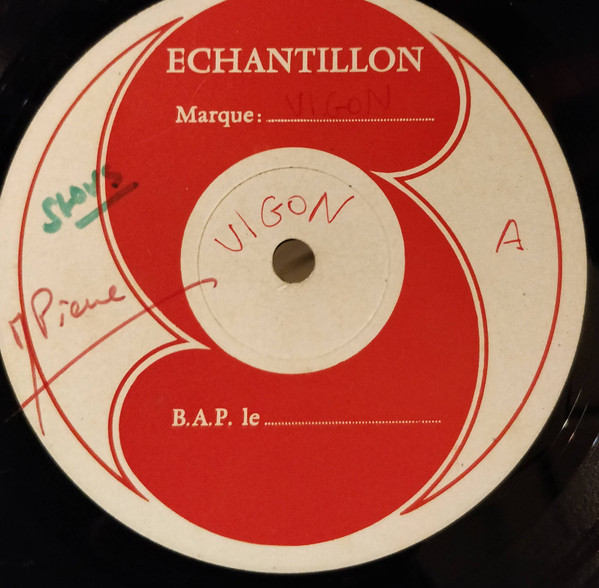 ECHANTILLON
Marque: VIGON
SLOWS
VIGON
A
M Pierre
B.A.P. le